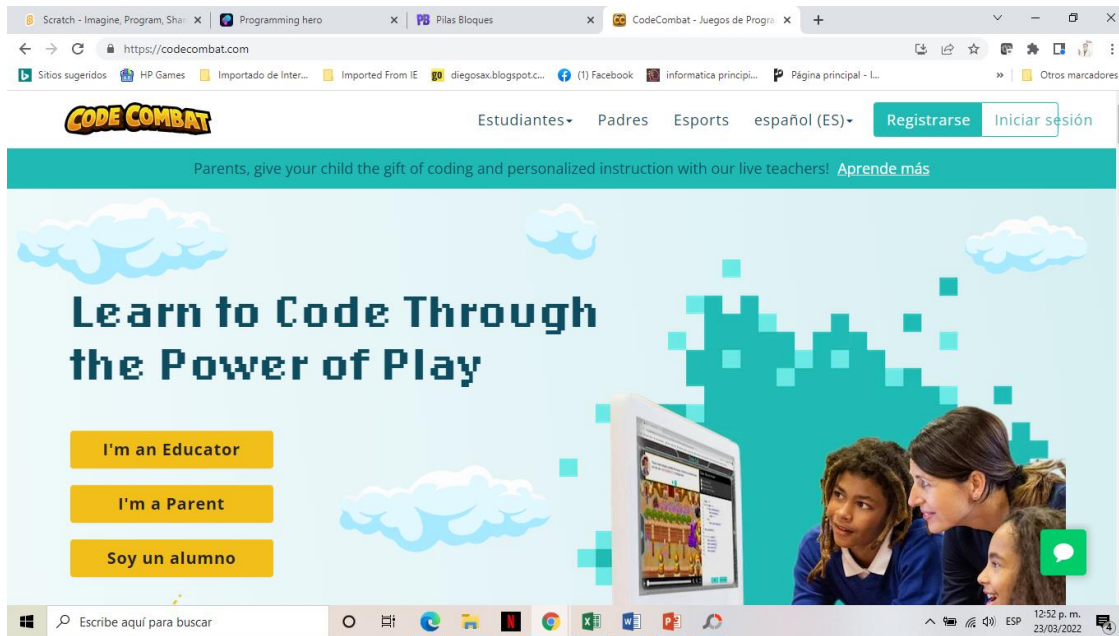 Scratch - Imagine, Program, Shar
Programming hero
PB Pilas Bloques
CC CodeCombat - Juegos de Progra
https://codecombat.com
Sitios sugeridos HP Games Importado de Inter... Imported From IE go diegosax.blogspot.c... (1) Facebook informatica principi... Página principal - I... » Otros marcadores
CODE COMBAT
Estudiantes Padres Esports español (ES) Registrarse Iniciar sesión
Parents, give your child the gift of coding and personalized instruction with our live teachers! Aprende más
Learn to Code Through
the Power of Play
I'm an Educator
I'm a Parent
Soy un alumno
Escribe aquí para buscar
ESP
12:52 p. m.
23/03/2022
4